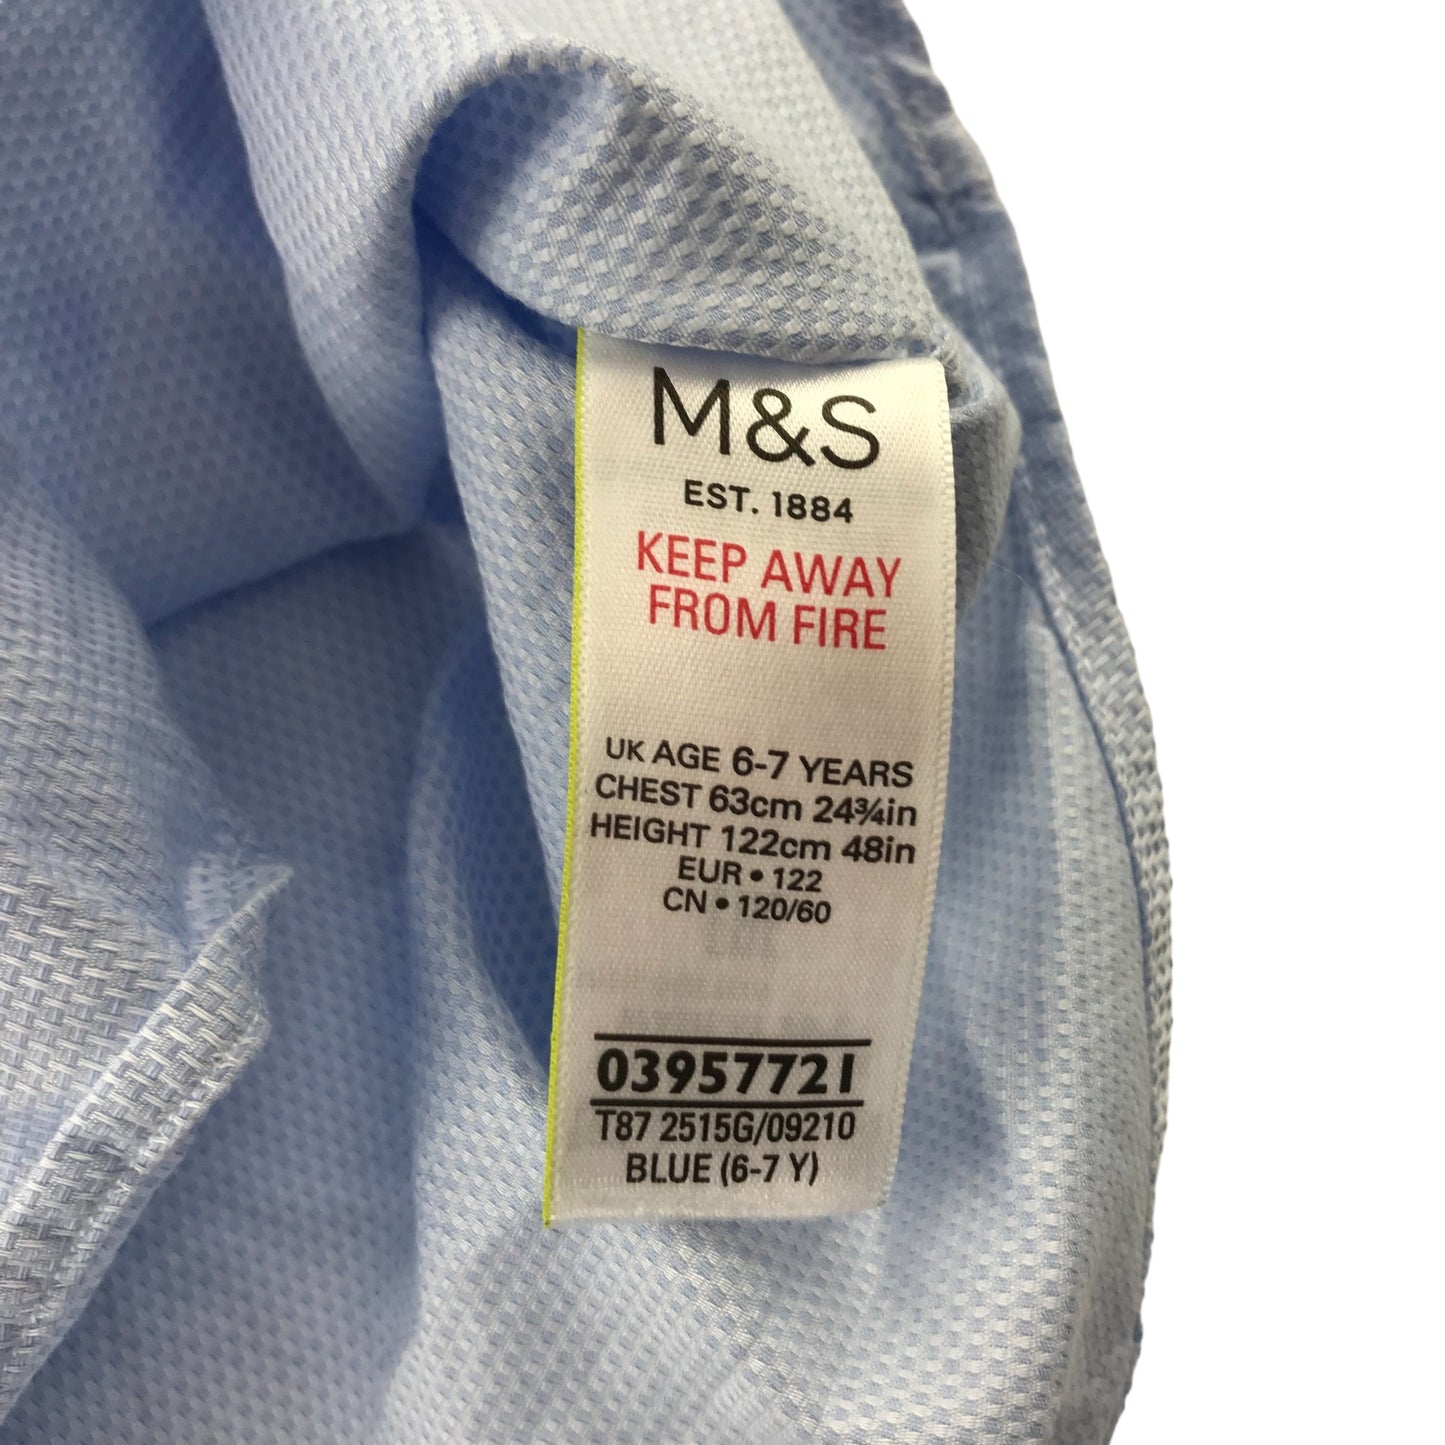 M&S
EST. 1884
KEEP AWAY
FROM FIRE
UK AGE 6-7 YEARS
CHEST 63cm 24¾in
HEIGHT 122cm 48in
EUR • 122
CN • 120/60
03957721
T87 2515G/09210
BLUE (6-7 Y)